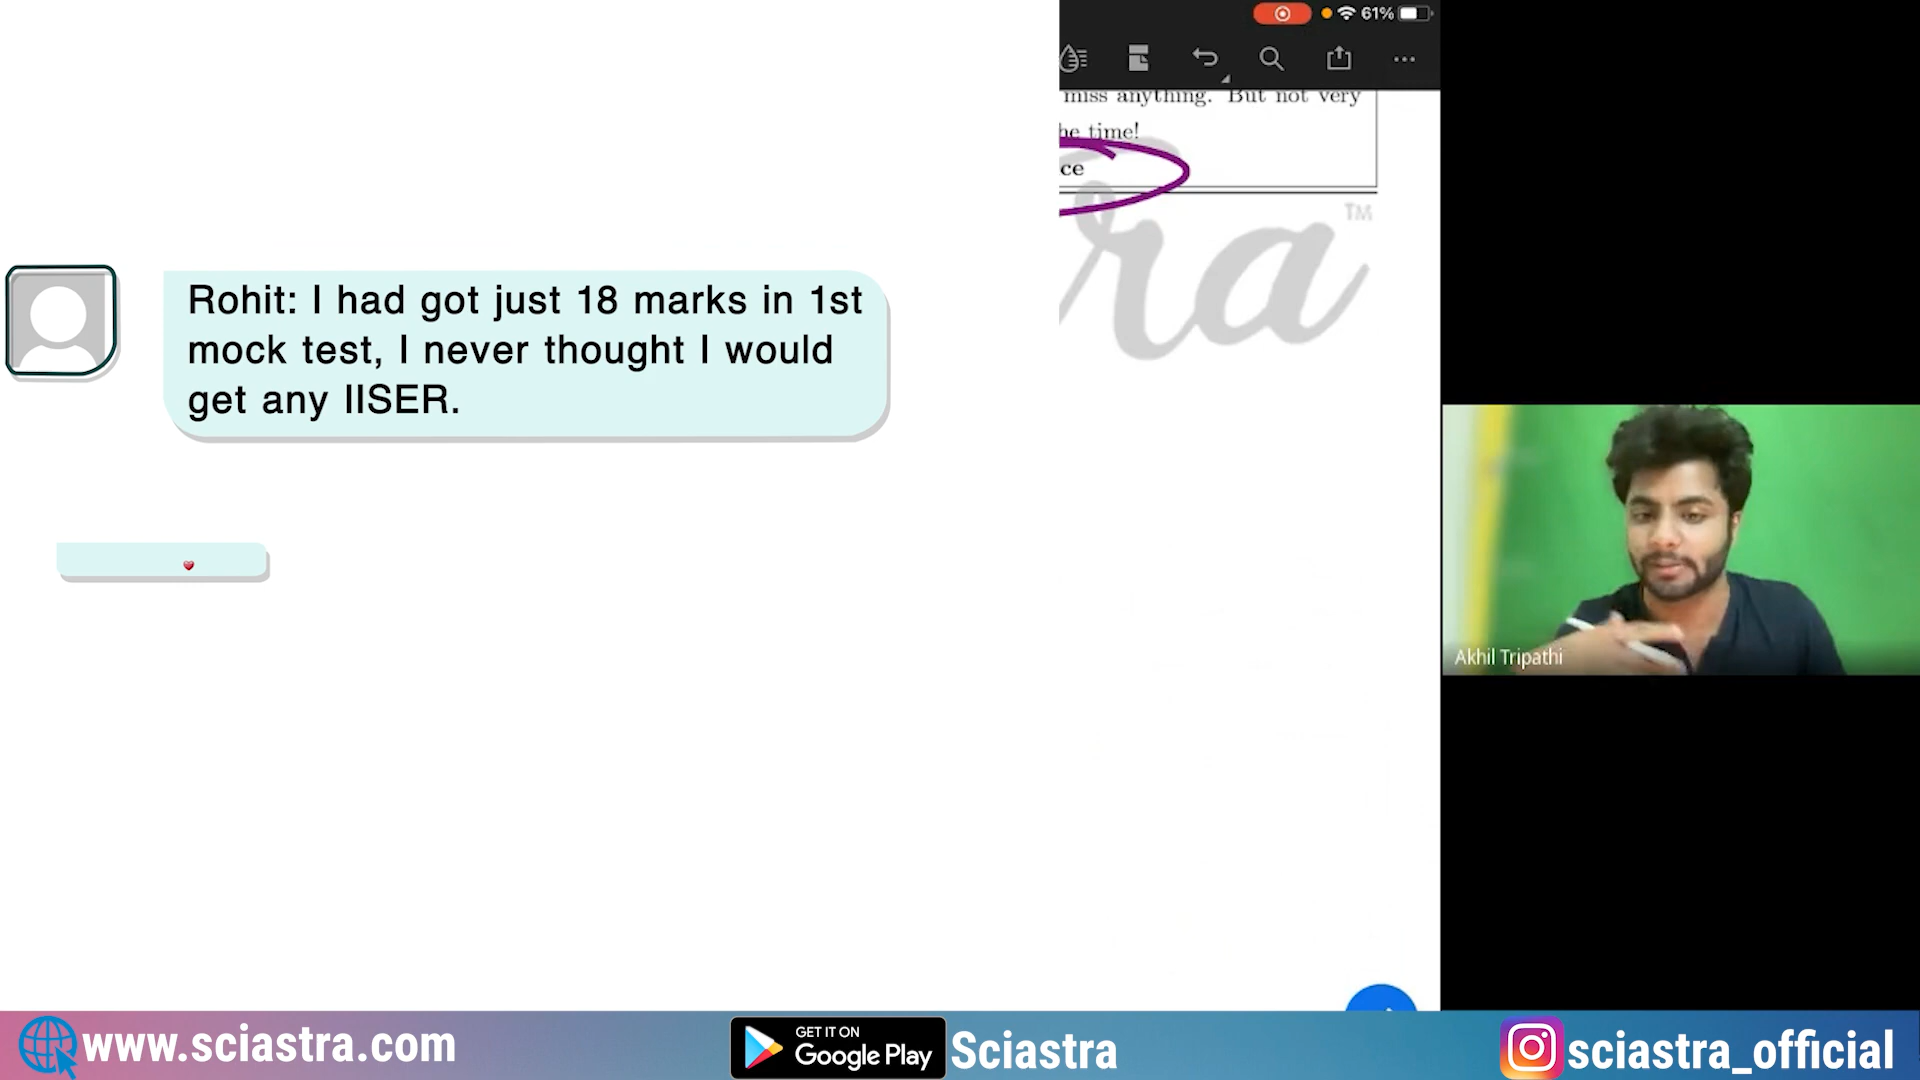 61%
miss anything. But not very
he time!
ce
ra
TM
Rohit: I had got just 18 marks in 1st
mock test, I never thought I would
get any IISER.
Akhil Tripathi
www.sciastra.com
GET IT ON
Google Play
Sciastra
sciastra_official